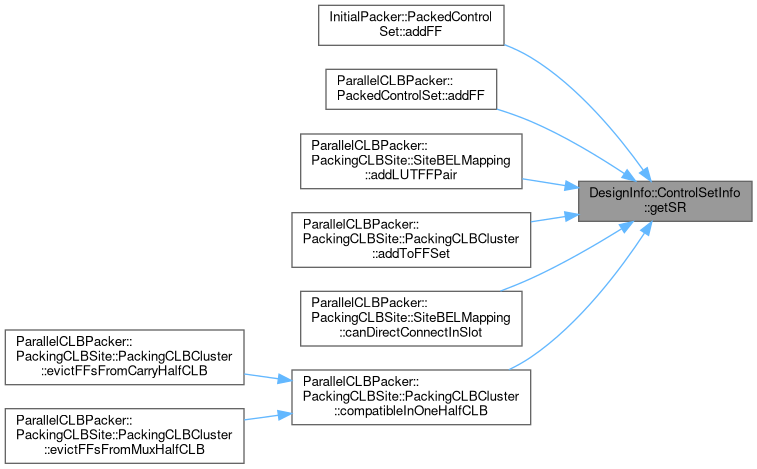 InitialPacker::PackedControl
Set::addFF
ParallelCLBPacker::
PackedControlSet::addFF
ParallelCLBPacker::
PackingCLBSite::SiteBELMapping
::addLUTFFPair
DesignInfo::ControlSetInfo
::getSR
ParallelCLBPacker::
PackingCLBSite::PackingCLBCluster
::addToFFSet
ParallelCLBPacker::
PackingCLBSite::SiteBELMapping
::canDirectConnectInSlot
ParallelCLBPacker::
PackingCLBSite::PackingCLBCluster
::evictFFsFromCarryHalfCLB
ParallelCLBPacker::
PackingCLBSite::PackingCLBCluster
::compatibleInOneHalfCLB
ParallelCLBPacker::
PackingCLBSite::PackingCLBCluster
::evictFFsFromMuxHalfCLB